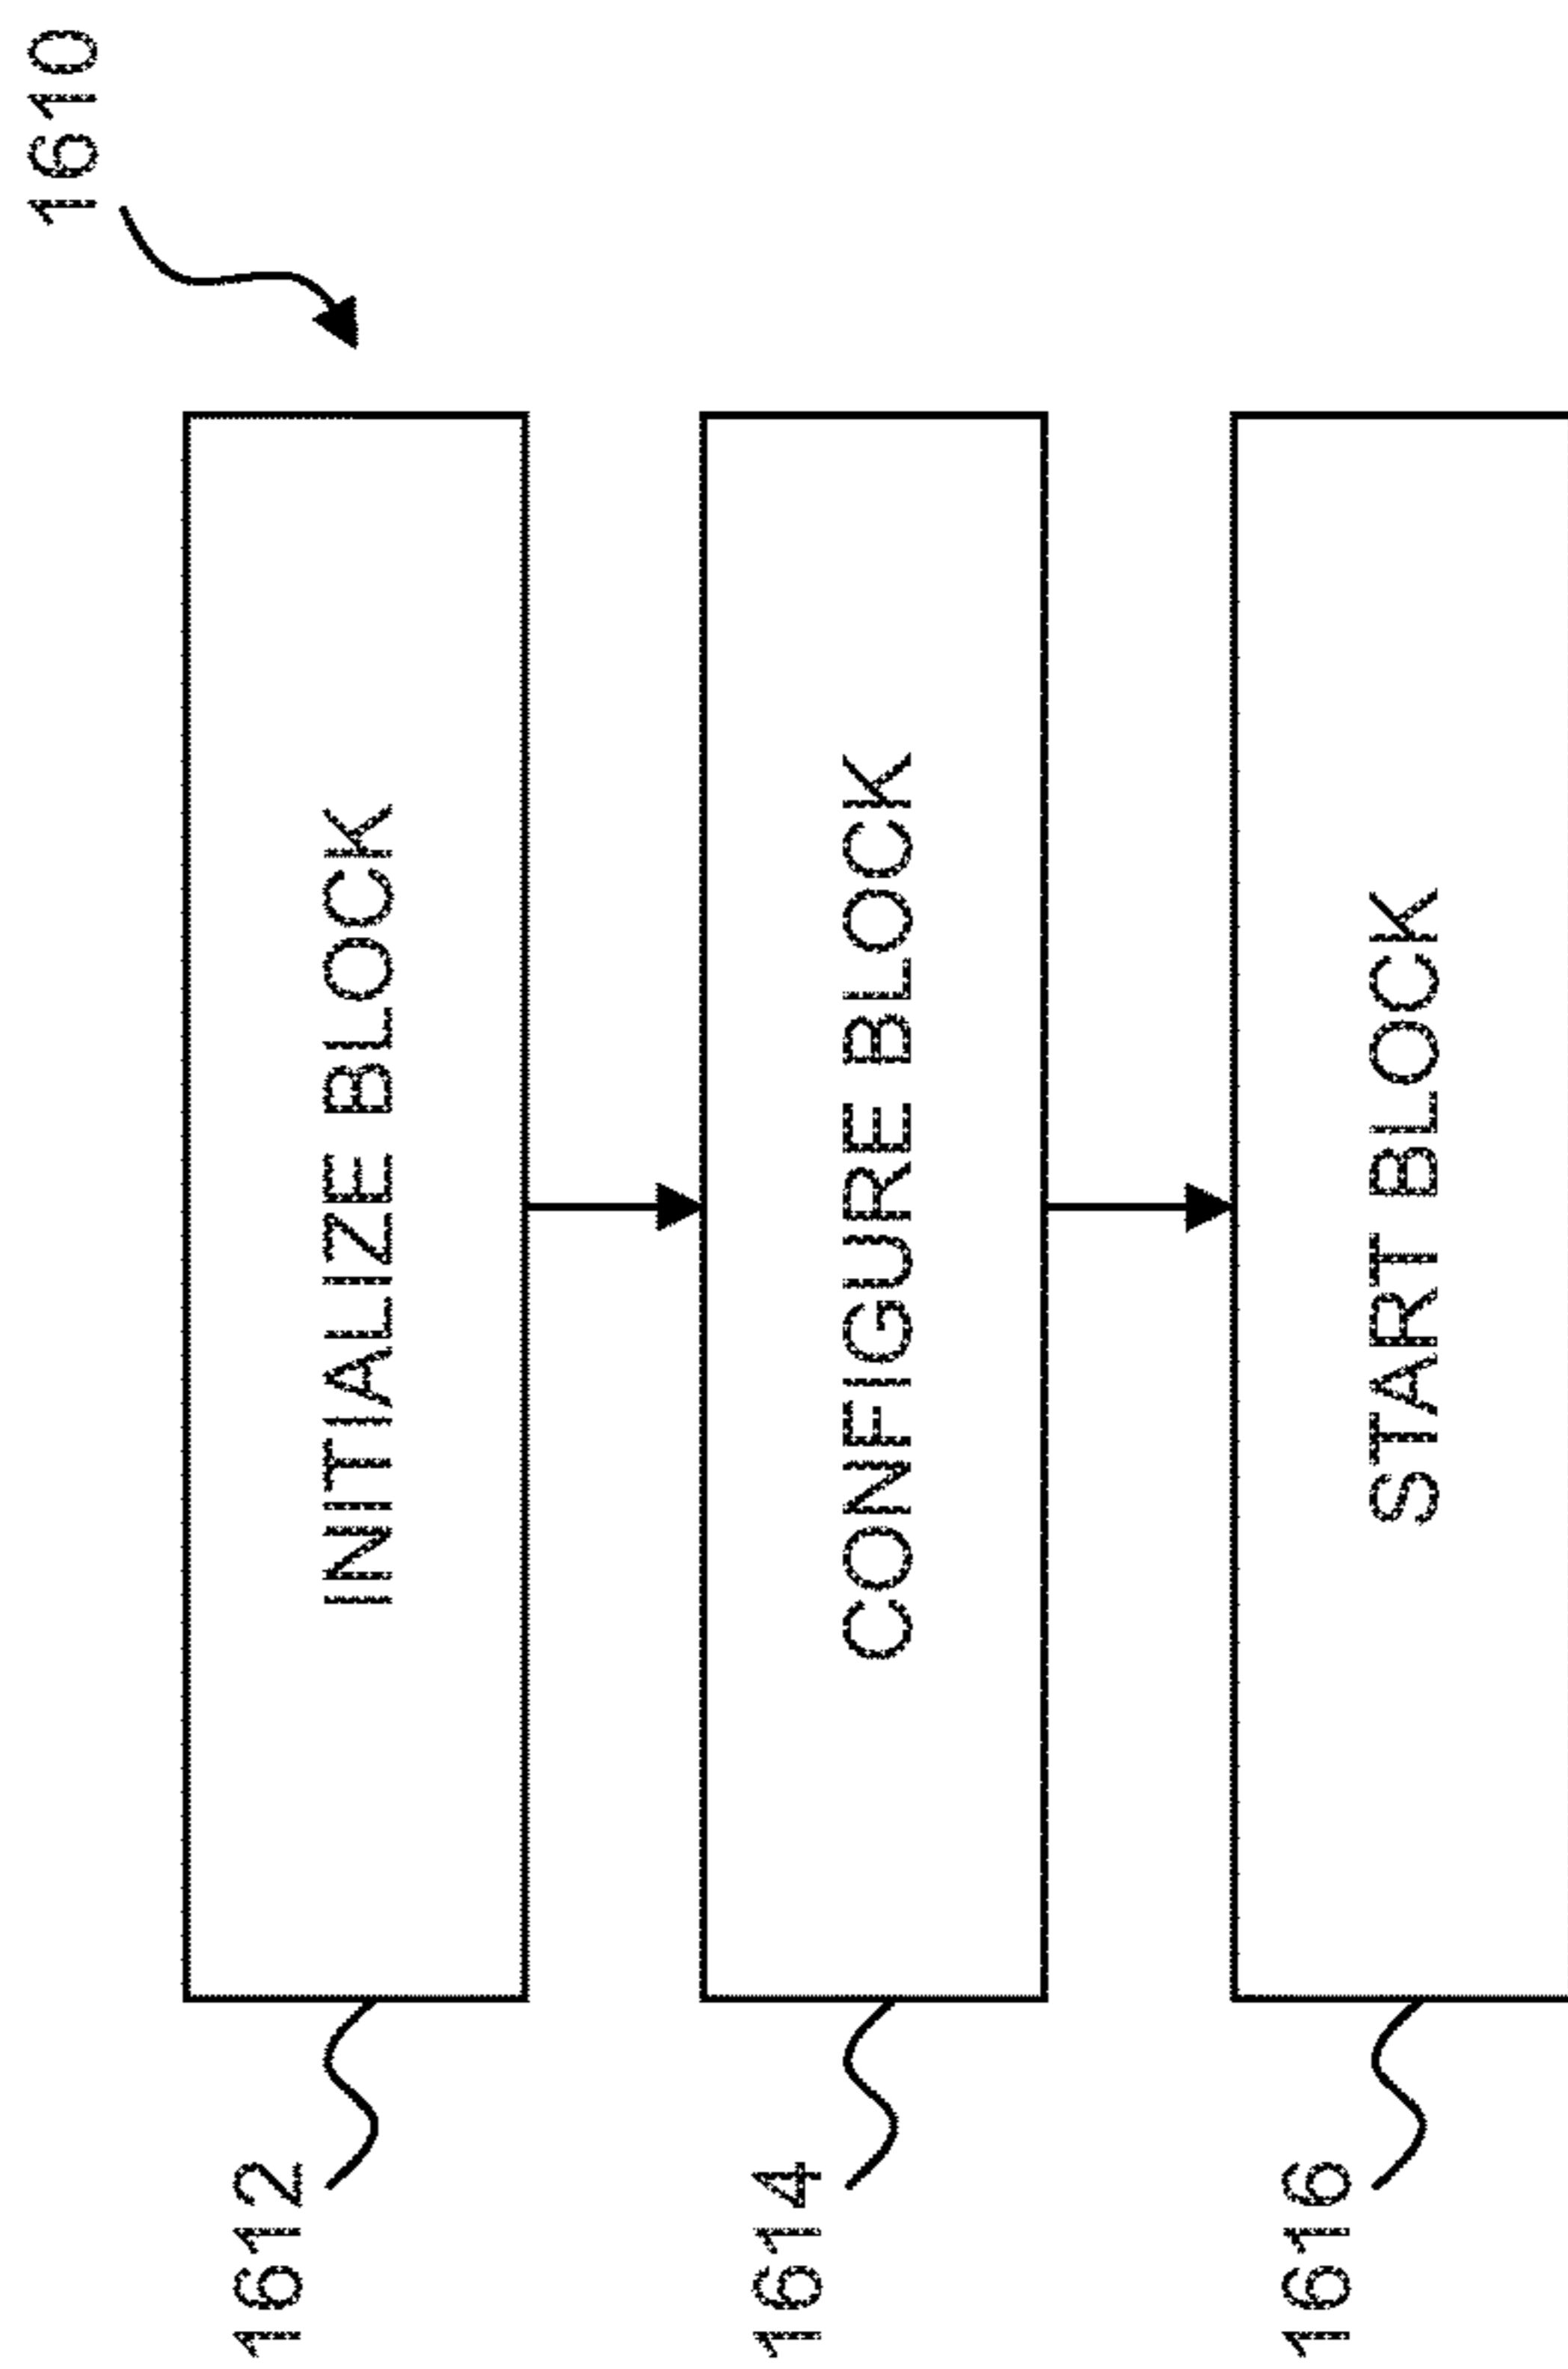 1610
INITIALIZE BLOCK
1612
CONFIGURE BLOCK
1614
START BLOCK
1616